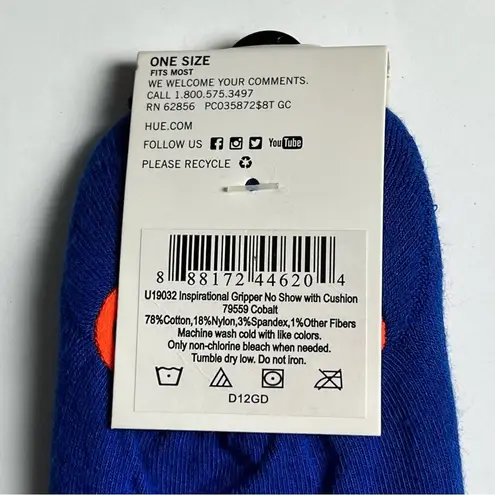 ONE SIZE
FITS MOST
WE WELCOME YOUR COMMENTS.
CALL 1.800.575.3497
RN 62856 PC035872$8T GC
HUE.COM
FOLLOW US f YouTube
PLEASE RECYCLE
8 88172 44620 4
U19032 Inspirational Gripper No Show with Cushion
79559 Cobalt
78%Cotton,18%Nylon,3%Spandex,1%Other Fibers
Machine wash cold with like colors.
Only non-chlorine bleach when needed.
Tumble dry low. Do not iron.
D12GD